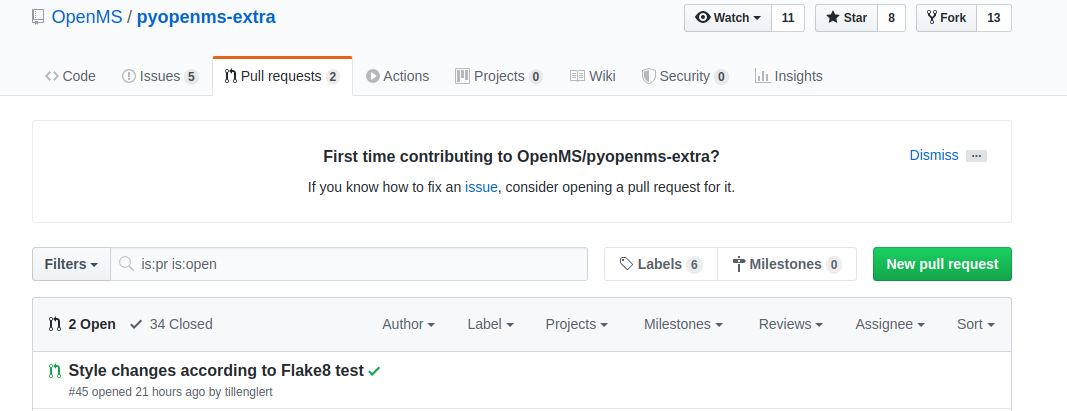 OpenMS / pyopenms-extra
Watch 11 Star 8 Fork 13
Code Issues 5 Pull requests 2 Actions Projects 0 Wiki Security 0 Insights
First time contributing to OpenMS/pyopenms-extra?
Dismiss ...
If you know how to fix an issue, consider opening a pull request for it.
Filters is:pr is:open Labels 6 Milestones 0 New pull request
2 Open 34 Closed Author Label Projects Milestones Reviews Assignee Sort
Style changes according to Flake8 test
#45 opened 21 hours ago by tillenglert